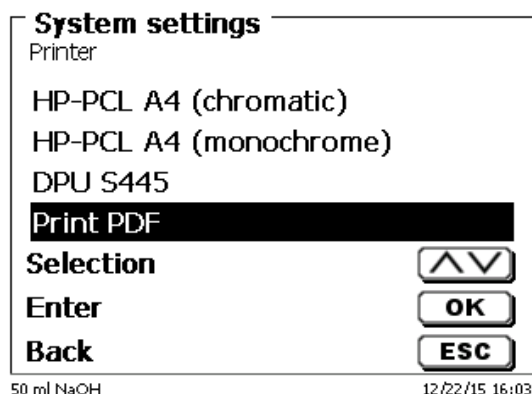 System settings
Printer
HP-PCL A4 (chromatic)
HP-PCL A4 (monochrome)
DPU S445
Print PDF
Selection
Enter OK
Back ESC
50 ml NaOH 12/22/15 16:03